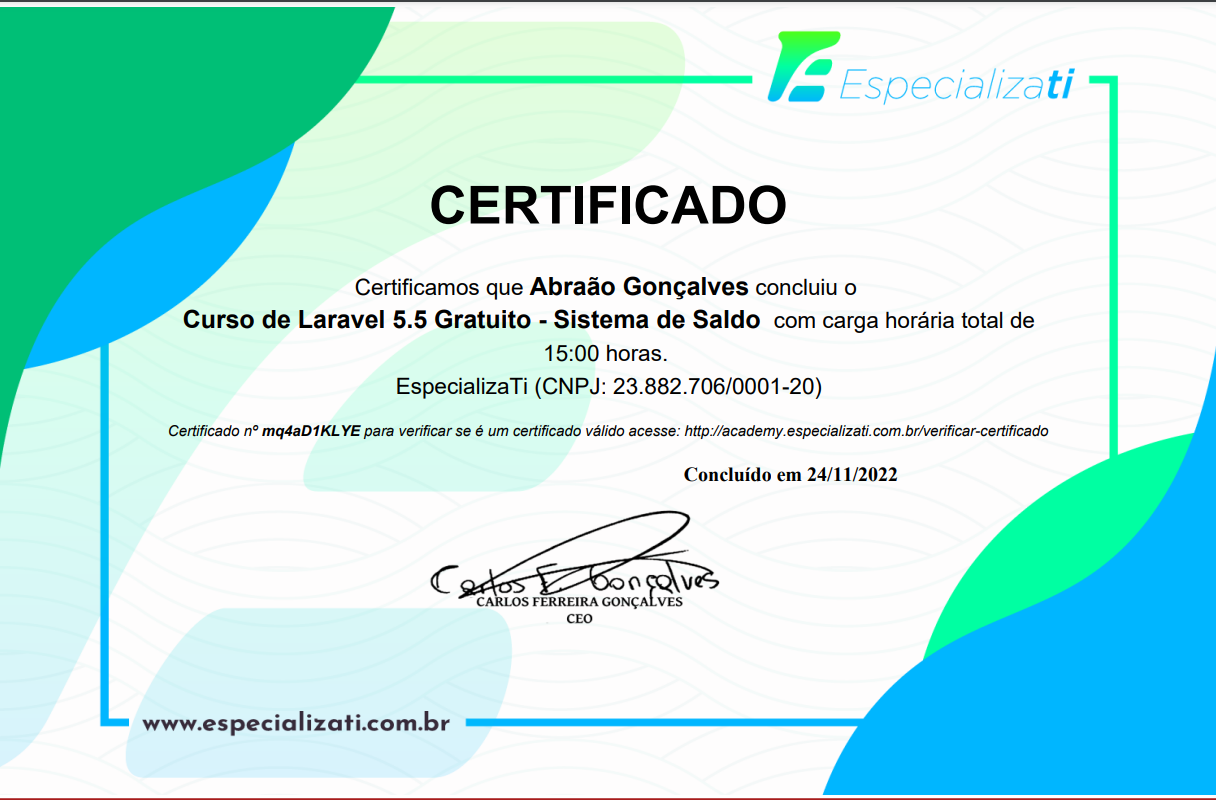 Especializati
CERTIFICADO
Certificamos que Abraão Gonçalves concluiu o
Curso de Laravel 5.5 Gratuito - Sistema de Saldo com carga horária total de
15:00 horas.
EspecializaTi (CNPJ: 23.882.706/0001-20)
Certificado nº mq4aD1KLYE para verificar se é um certificado válido acesse: http://academy.especializati.com.br/verificar-certificado
Concluído em 24/11/2022
Carlos F. Gonçalves
CARLOS FERREIRA GONÇALVES
CEO
www.especializati.com.br